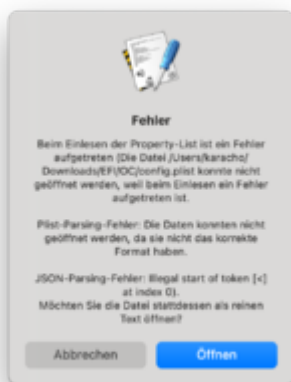 Fehler
Beim Einlesen der Property-List ist ein Fehler
aufgetreten (Die Datei /Users/karacho/
Downloads/EFI/OC/config.plist konnte nicht
geöffnet werden, weil beim Einlesen ein Fehler
aufgetreten ist.
Plist-Parsing-Fehler: Die Daten konnten nicht
geöffnet werden, da sie nicht das korrekte
Format haben.
JSON-Parsing-Fehler: Illegal start of token [<]
at index 0).
Möchten Sie die Datei stattdessen als reinen
Text öffnen?
Abbrechen
Öffnen